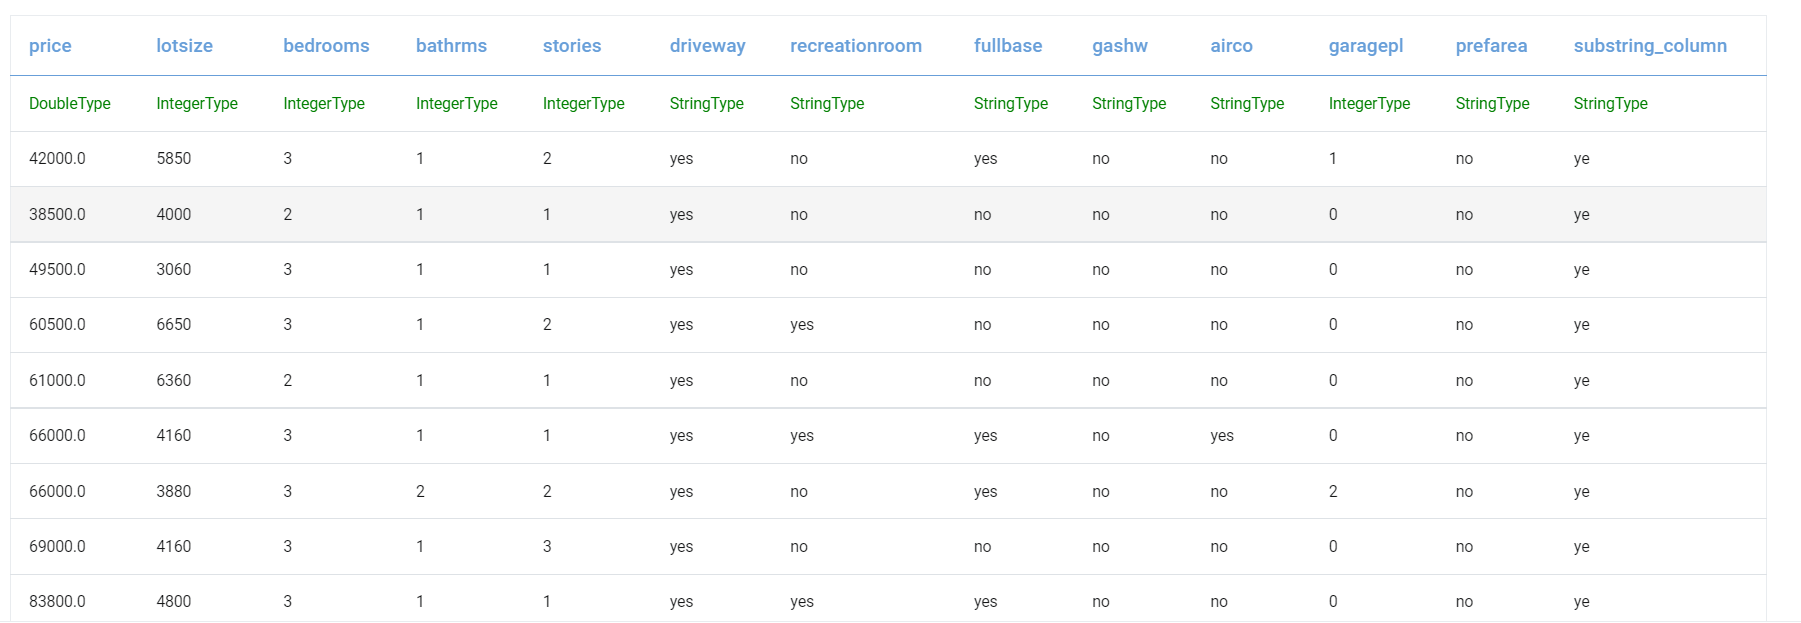 price lotsize bedrooms bathrms stories driveway recreationroom fullbase gashw airco garagepl prefarea substring_column
DoubleType IntegerType IntegerType IntegerType IntegerType StringType StringType StringType StringType StringType IntegerType StringType StringType
42000.0 5850 3 1 2 yes no yes no no 1 no ye
38500.0 4000 2 1 1 yes no no no no 0 no ye
49500.0 3060 3 1 1 yes no no no no 0 no ye
60500.0 6650 3 1 2 yes yes no no no 0 no ye
61000.0 6360 2 1 1 yes no no no no 0 no ye
66000.0 4160 3 1 1 yes yes yes no yes 0 no ye
66000.0 3880 3 2 2 yes no yes no no 2 no ye
69000.0 4160 3 1 3 yes no no no no 0 no ye
83800.0 4800 3 1 1 yes yes yes no no 0 no ye